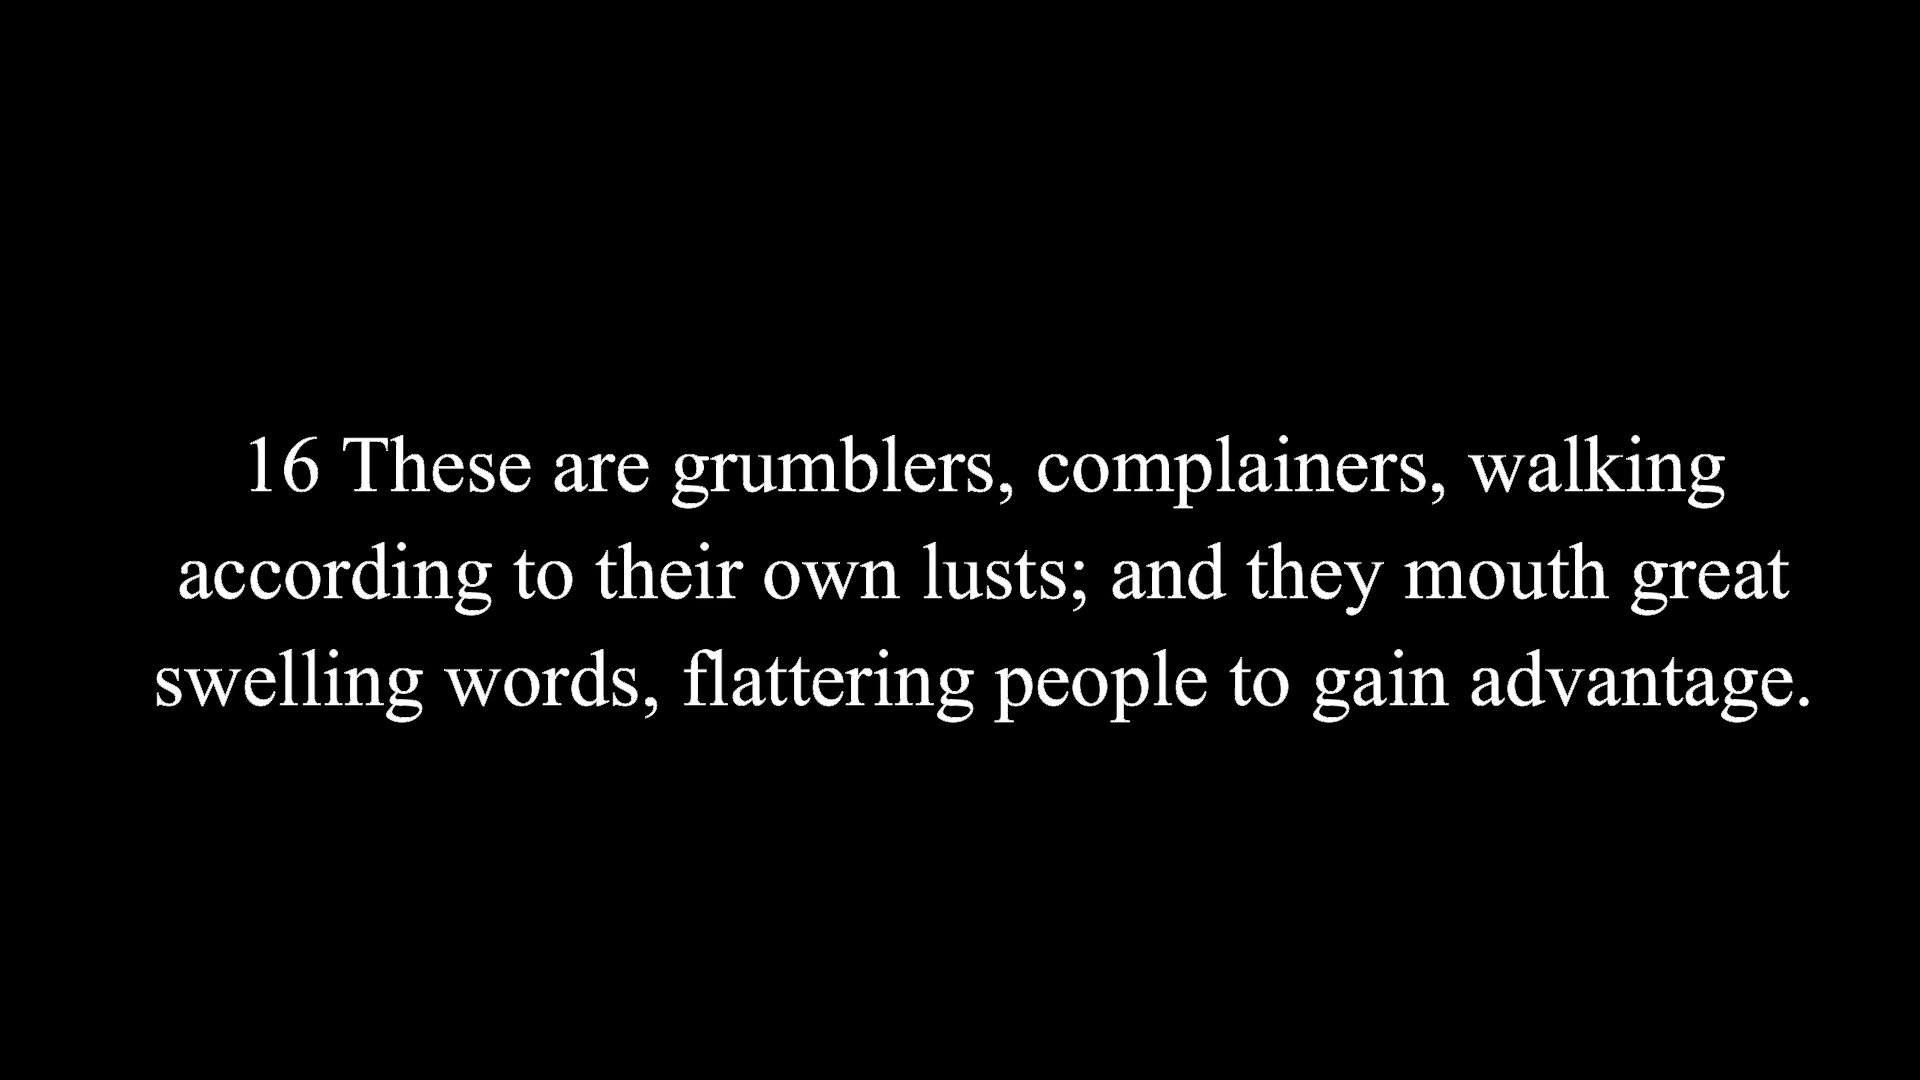 16 These are grumblers, complainers, walking
according to their own lusts; and they mouth great
swelling words, flattering people to gain advantage.